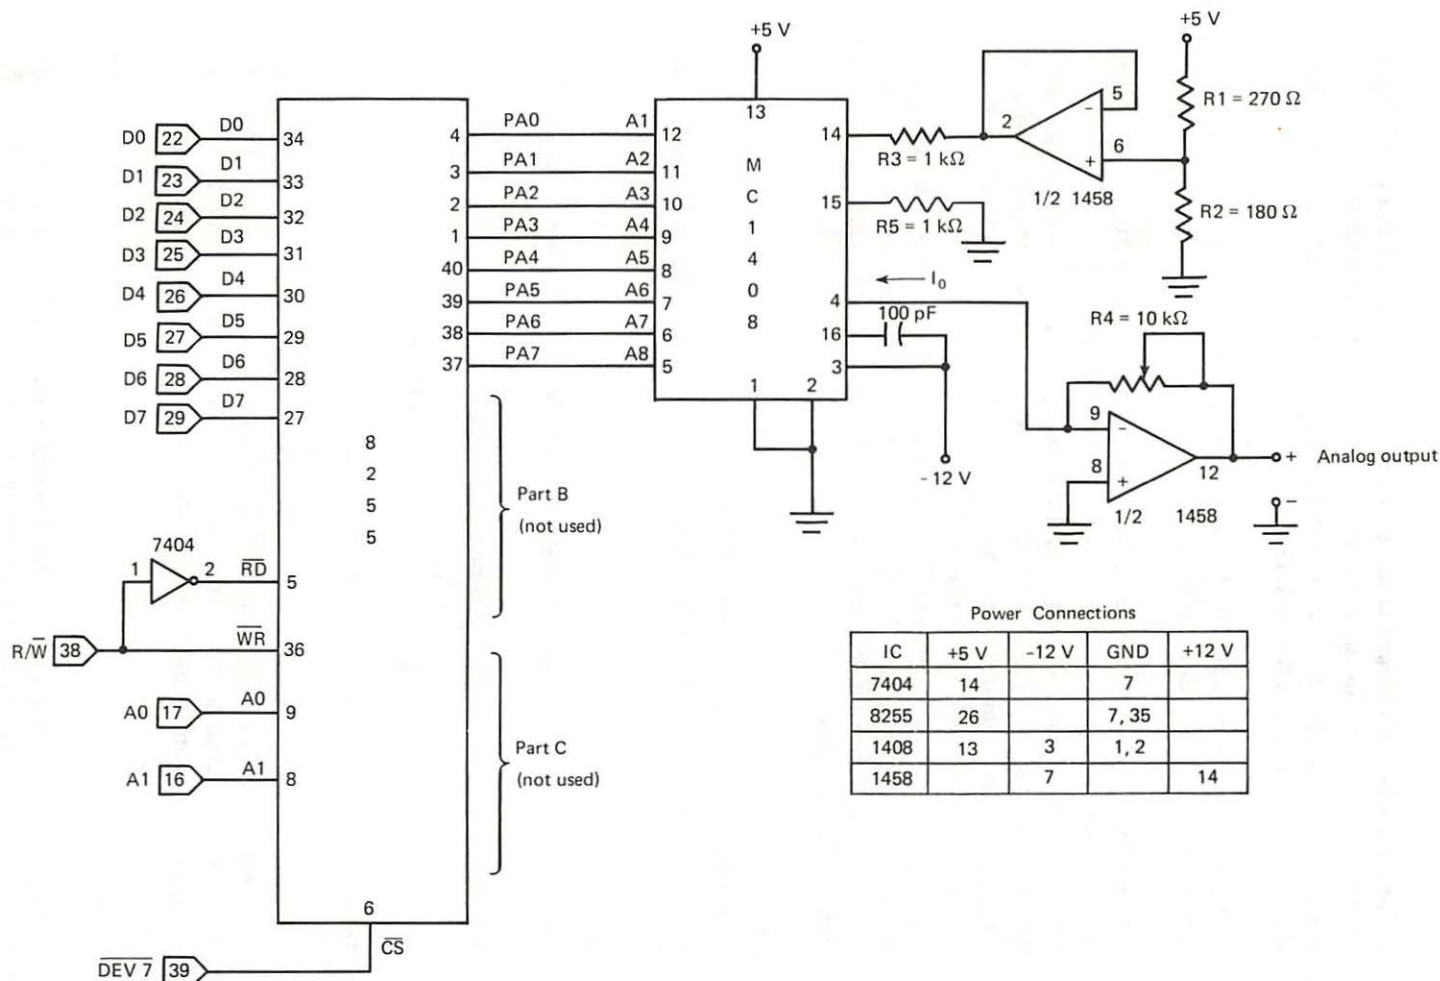 D0 22 D0 34
D1 23 D1 33
D2 24 D2 32
D3 25 D3 31
D4 26 D4 30
D5 27 D5 29
D6 28 D6 28
D7 29 D7 27
8
2
5
5
7404
1 2 RD 5
R/W 38 WR 36
A0 17 A0 9
A1 16 A1 8
6
CS
DEV 7 39
4 PA0 A1 12
3 PA1 A2 11
2 PA2 A3 10
1 PA3 A4 9
40 PA4 A5 8
39 PA5 A6 7
38 PA6 A7 6
37 PA7 A8 5
Part B
(not used)
Part C
(not used)
+5 V
13
M
C
1
4
0
8
14
15
4
16
3
1 2
R3 = 1 kΩ
R5 = 1 kΩ
I0
100 pF
-12 V
2
5
-
6
+
1/2 1458
+5 V
R1 = 270 Ω
R2 = 180 Ω
R4 = 10 kΩ
9
-
8
+
12
1/2 1458
+ Analog output
-
Power Connections
IC +5 V -12 V GND +12 V
7404 14 7
8255 26 7, 35
1408 13 3 1, 2
1458 7 14